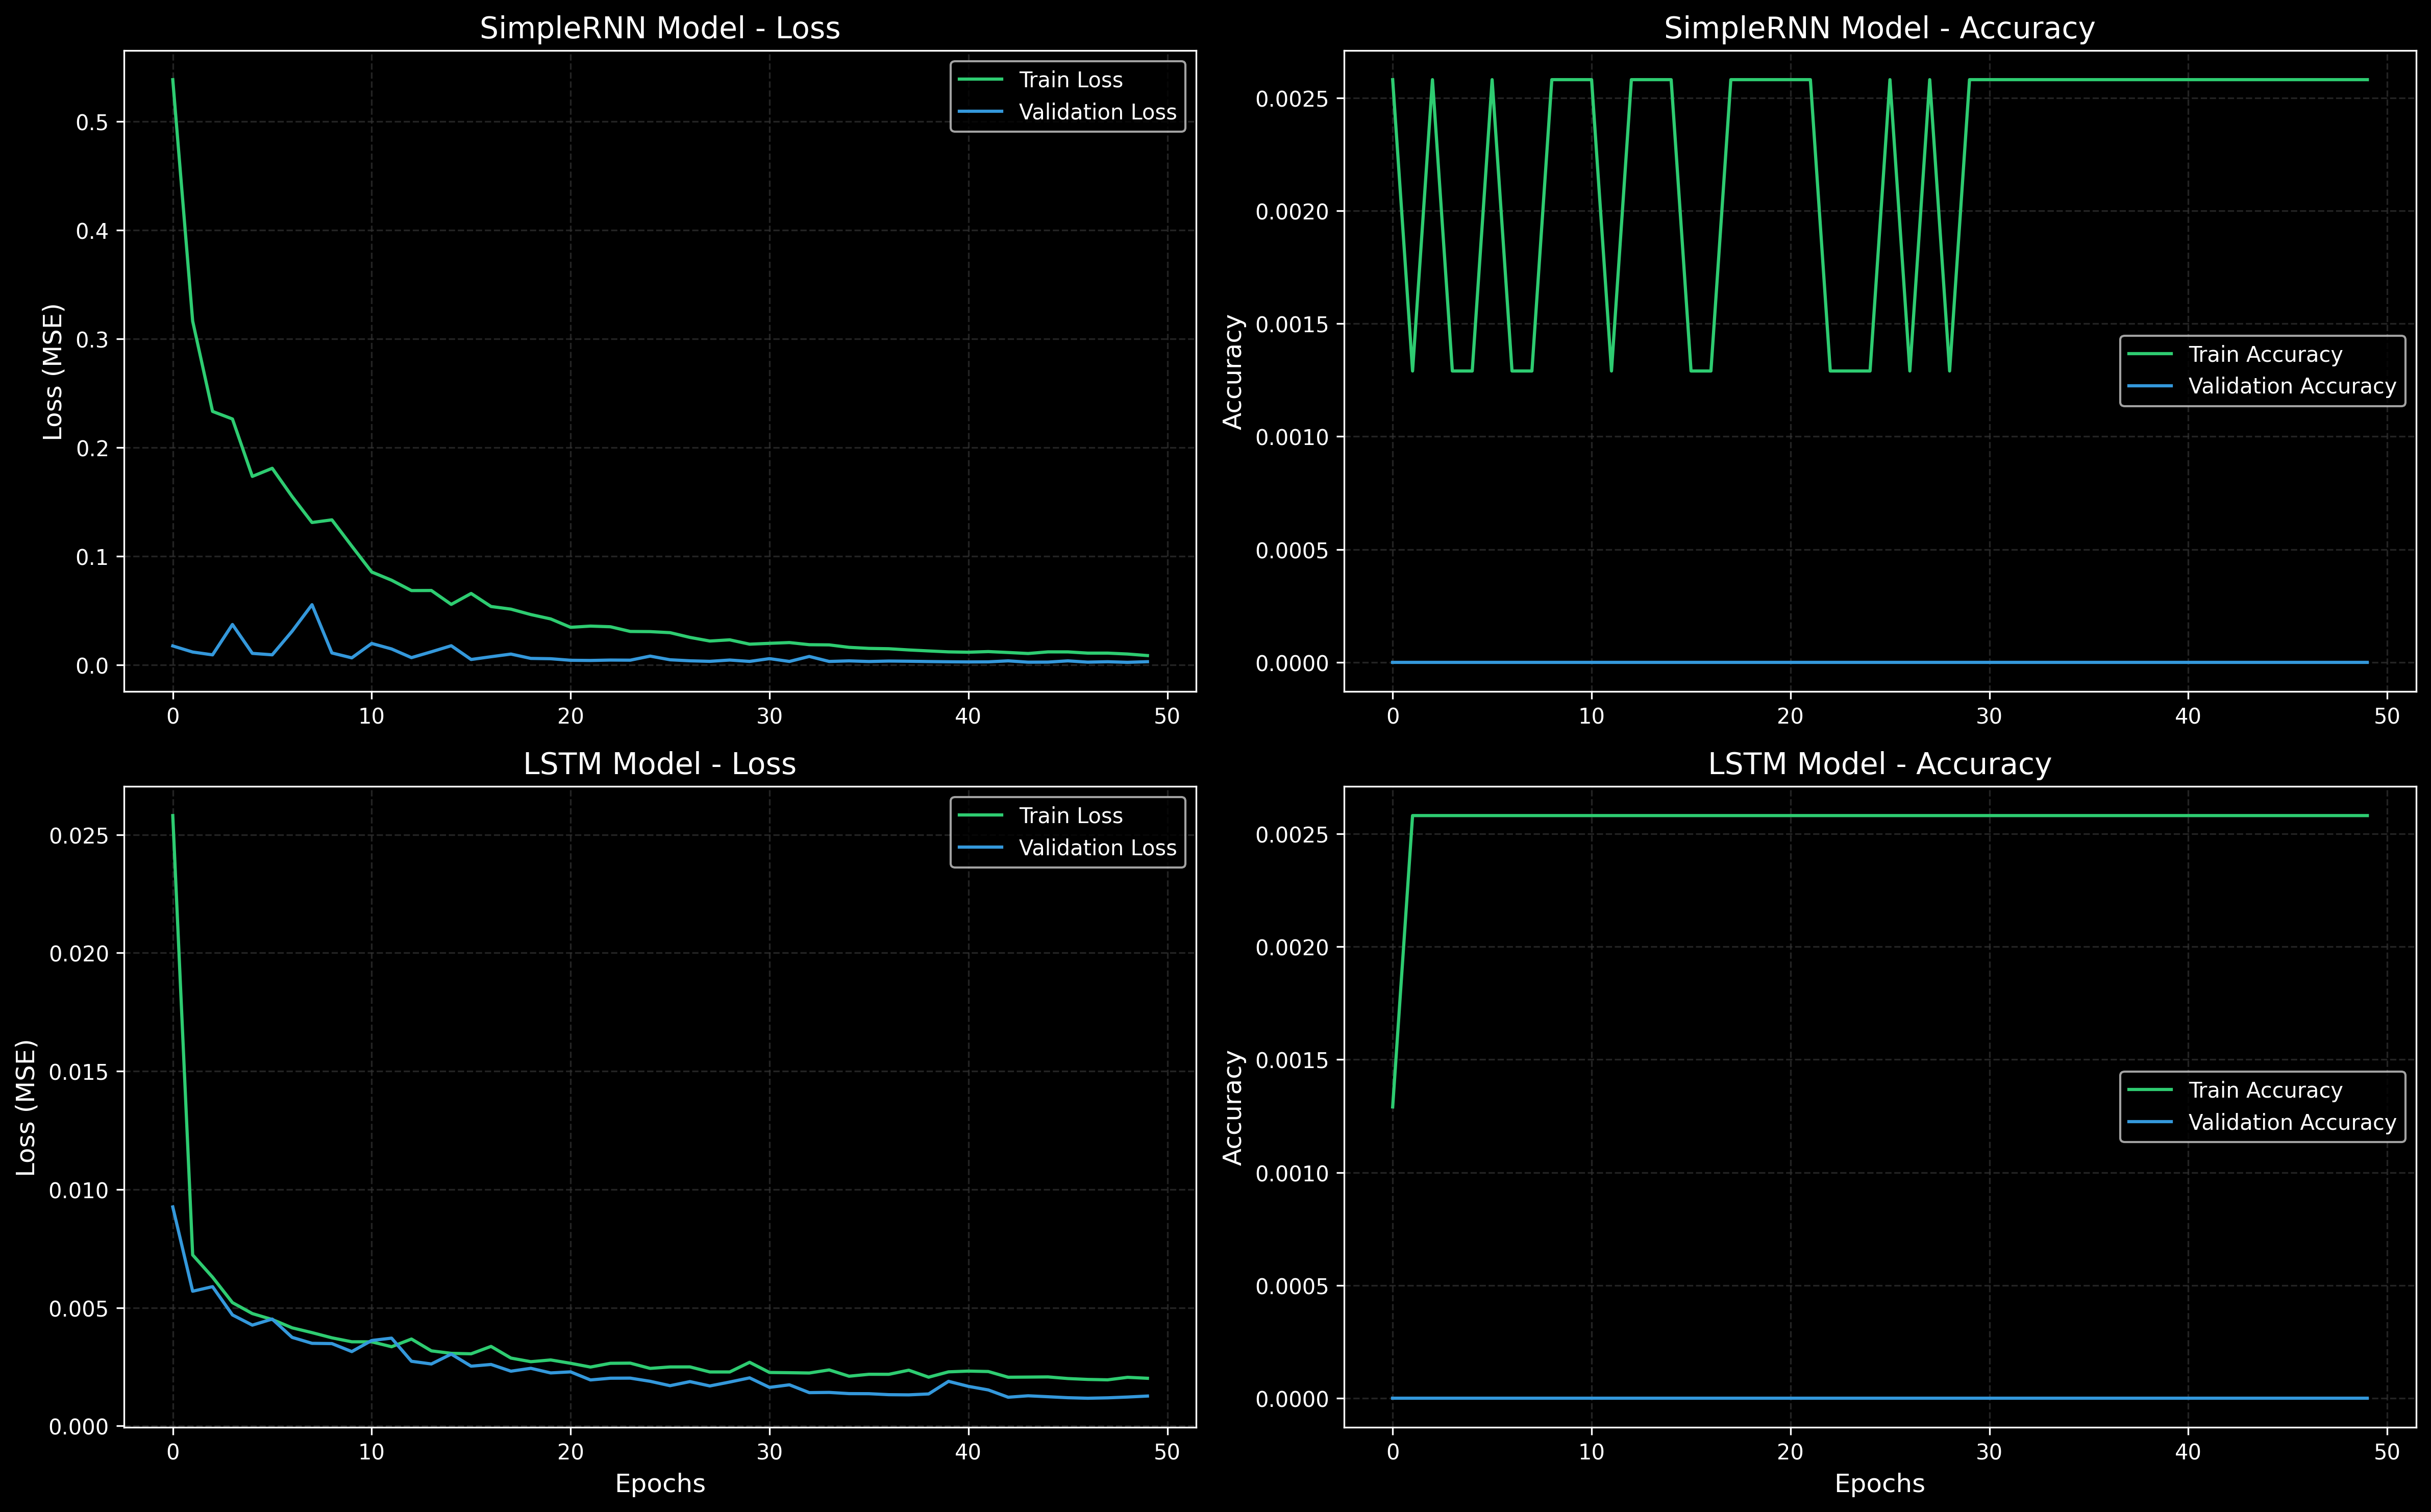 SimpleRNN Model - Loss
Loss (MSE)
0.5
0.4
0.3
0.2
0.1
0.0
0 10 20 30 40 50
Train Loss
Validation Loss
SimpleRNN Model - Accuracy
Accuracy
0.0025
0.0020
0.0015
0.0010
0.0005
0.0000
0 10 20 30 40 50
Train Accuracy
Validation Accuracy
LSTM Model - Loss
Loss (MSE)
0.025
0.020
0.015
0.010
0.005
0.000
0 10 20 30 40 50
Epochs
Train Loss
Validation Loss
LSTM Model - Accuracy
Accuracy
0.0025
0.0020
0.0015
0.0010
0.0005
0.0000
0 10 20 30 40 50
Epochs
Train Accuracy
Validation Accuracy